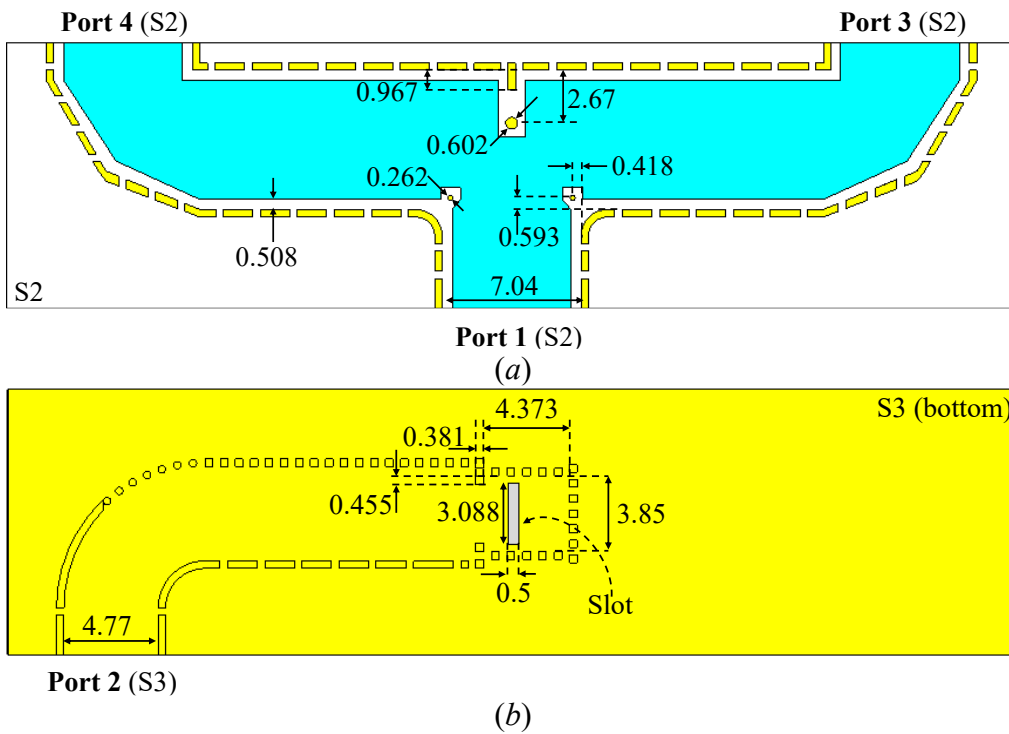 Port 4 (S2)
Port 3 (S2)
0.967
2.67
0.602
0.262
0.418
0.593
0.508
7.04
S2
Port 1 (S2)
(a)
S3 (bottom)
4.373
0.381
0.455
3.088
3.85
0.5
Slot
4.77
Port 2 (S3)
(b)